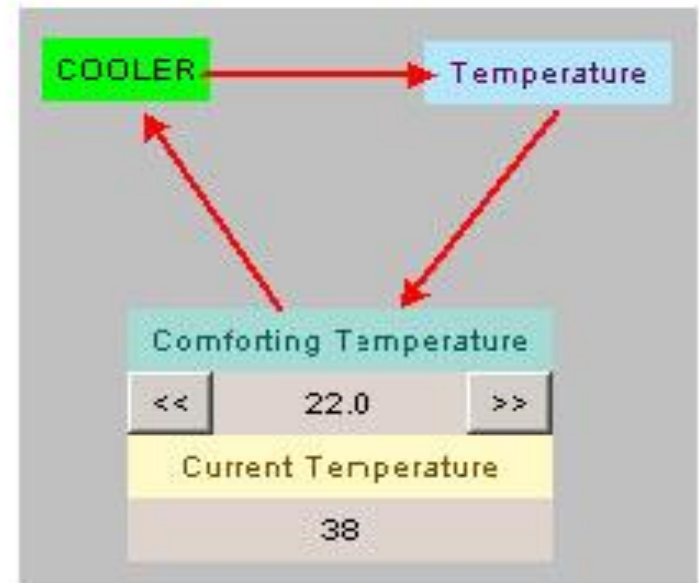 COOLER Temperature
Comforting Temperature
<< 22.0 >>
Current Temperature
38